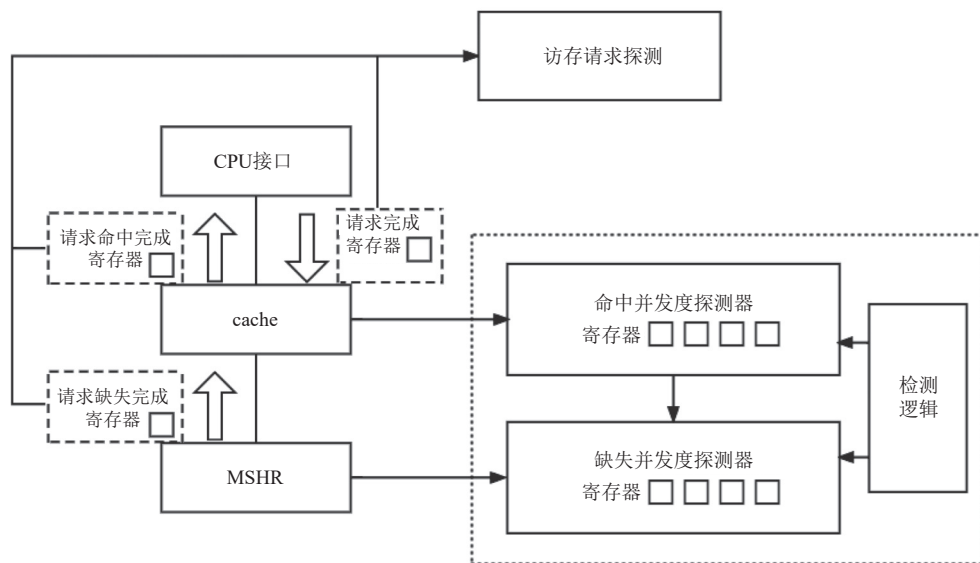 访存请求探测
CPU接口
请求命中完成
寄存器
请求完成
寄存器
cache
命中并发度探测器
寄存器
检测
逻辑
请求缺失完成
寄存器
MSHR
缺失并发度探测器
寄存器